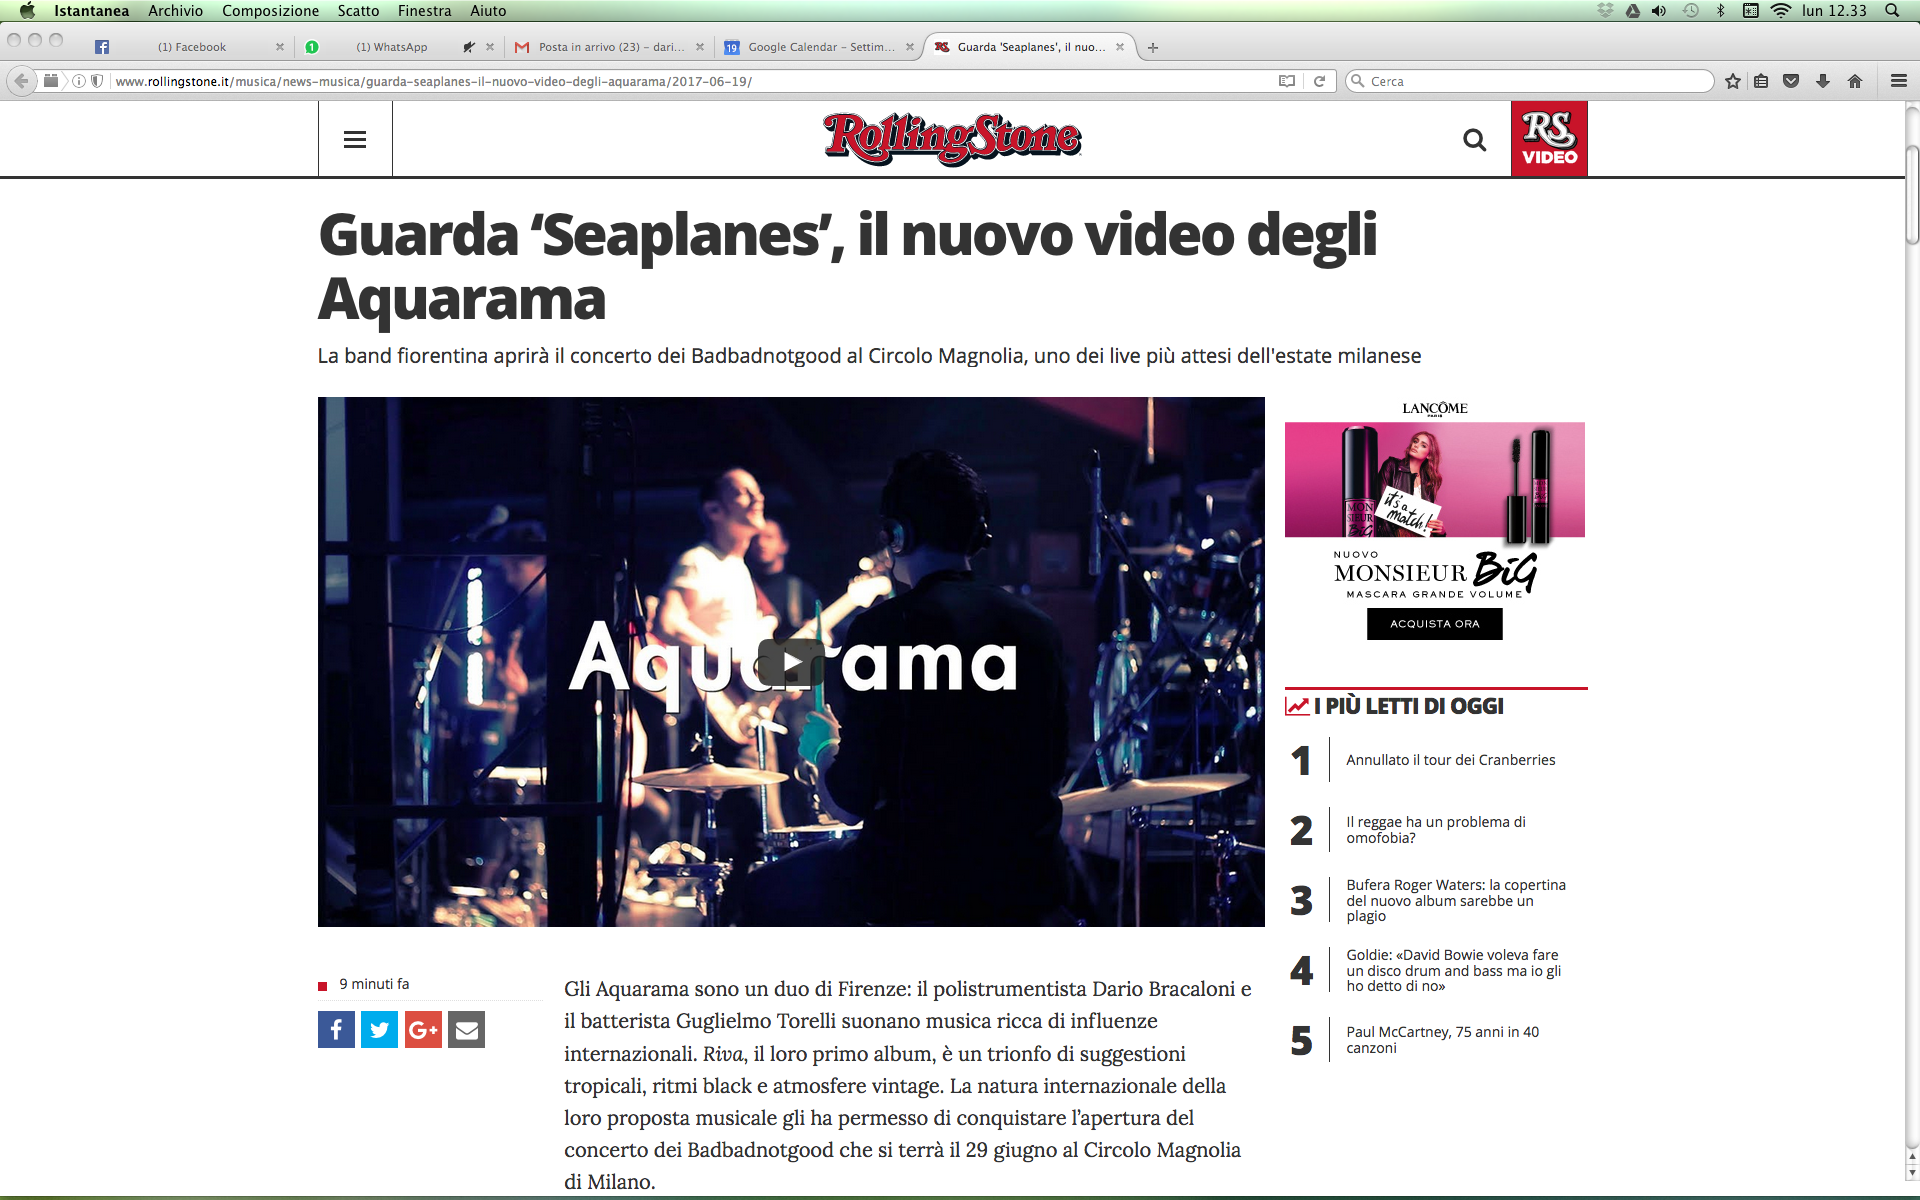 Istantanea Archivio Composizione Scatto Finestra Aiuto lun 12.33
(1) Facebook (1) WhatsApp Posta in arrivo (23) – dari... 19 Google Calendar – Settim... Guarda 'Seaplanes', il nuo...
www.rollingstone.it/musica/news-musica/guarda-seaplanes-il-nuovo-video-degli-aquarama/2017-06-19/ Cerca
RollingStone
RS
VIDEO
Guarda ‘Seaplanes’, il nuovo video degli
Aquarama
La band fiorentina aprirà il concerto dei Badbadnotgood al Circolo Magnolia, uno dei live più attesi dell'estate milanese
Aquarama
LANCÔME
PARIS
MON
SIEUR
BiG
it's a
match!
NUOVO
MONSIEUR BiG
MASCARA GRANDE VOLUME
ACQUISTA ORA
I PIÙ LETTI DI OGGI
1 Annullato il tour dei Cranberries
2 Il reggae ha un problema di
omofobia?
3 Bufera Roger Waters: la copertina
del nuovo album sarebbe un
plagio
4 Goldie: «David Bowie voleva fare
un disco drum and bass ma io gli
ho detto di no»
5 Paul McCartney, 75 anni in 40
canzoni
9 minuti fa
G+
Gli Aquarama sono un duo di Firenze: il polistrumentista Dario Bracaloni e
il batterista Guglielmo Torelli suonano musica ricca di influenze
internazionali. Riva, il loro primo album, è un trionfo di suggestioni
tropicali, ritmi black e atmosfere vintage. La natura internazionale della
loro proposta musicale gli ha permesso di conquistare l’apertura del
concerto dei Badbadnotgood che si terrà il 29 giugno al Circolo Magnolia
di Milano.